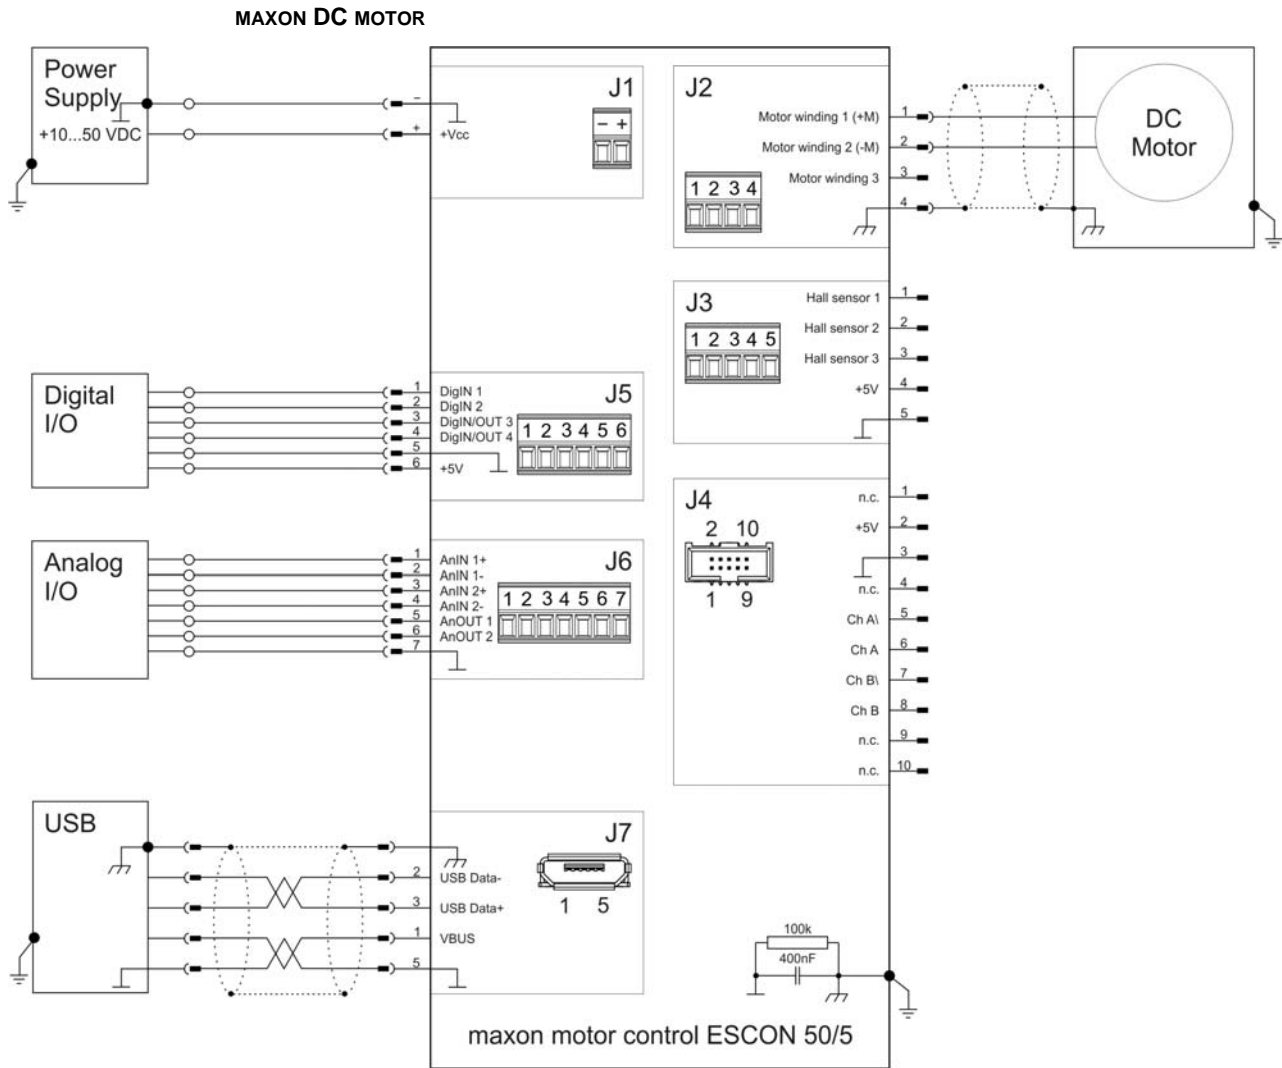 MAXON DC MOTOR
Power
Supply
+10...50 VDC
−
+
+Vcc
J1
− +
J2
1 2 3 4
Motor winding 1 (+M)
1
Motor winding 2 (-M)
2
Motor winding 3
3
4
DC
Motor
J3
1 2 3 4 5
Hall sensor 1
1
Hall sensor 2
2
Hall sensor 3
3
+5V
4
5
Digital
I/O
1
DigIN 1
2
DigIN 2
3
DigIN/OUT 3
4
DigIN/OUT 4
5
6
+5V
J5
1 2 3 4 5 6
J4
2 10
1 9
n.c.
1
+5V
2
3
n.c.
4
Ch A\
5
Ch A
6
Ch B\
7
Ch B
8
n.c.
9
n.c.
10
Analog
I/O
1
AnIN 1+
2
AnIN 1-
3
AnIN 2+
4
AnIN 2-
5
AnOUT 1
6
AnOUT 2
7
J6
1 2 3 4 5 6 7
USB
2
USB Data-
3
USB Data+
1
VBUS
5
J7
1 5
100k
400nF
maxon motor control ESCON 50/5